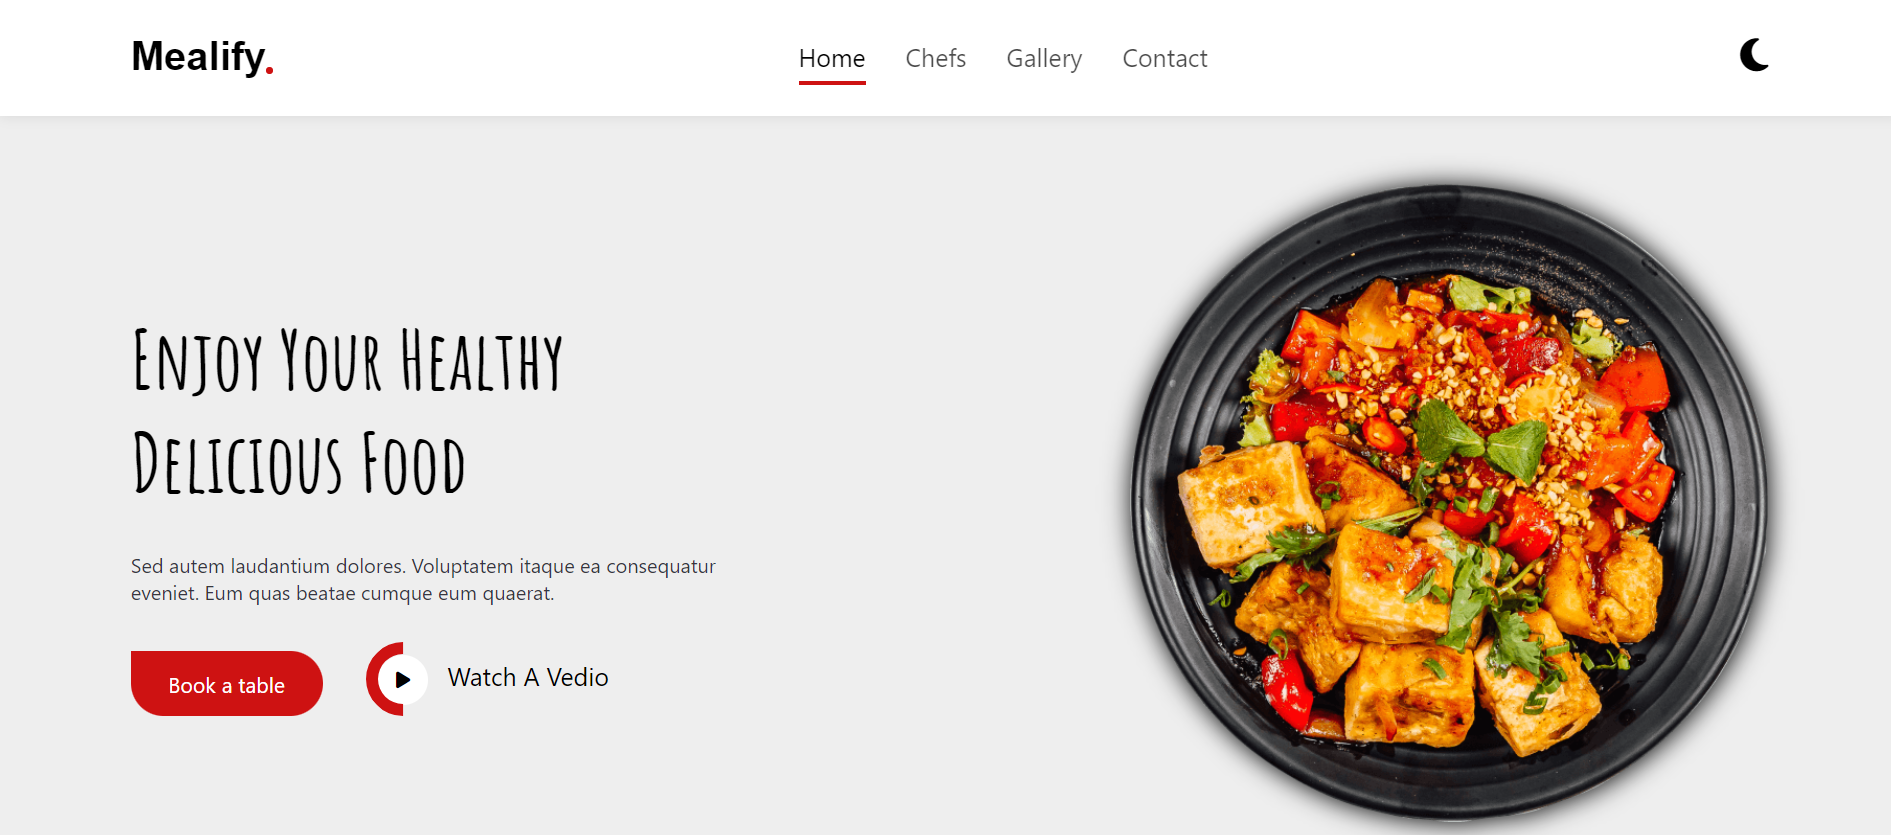 Mealify.
Home Chefs Gallery Contact
Enjoy Your Healthy
Delicious Food
Sed autem laudantium dolores. Voluptatem itaque ea consequatur
eveniet. Eum quas beatae cumque eum quaerat.
Book a table
Watch A Vedio